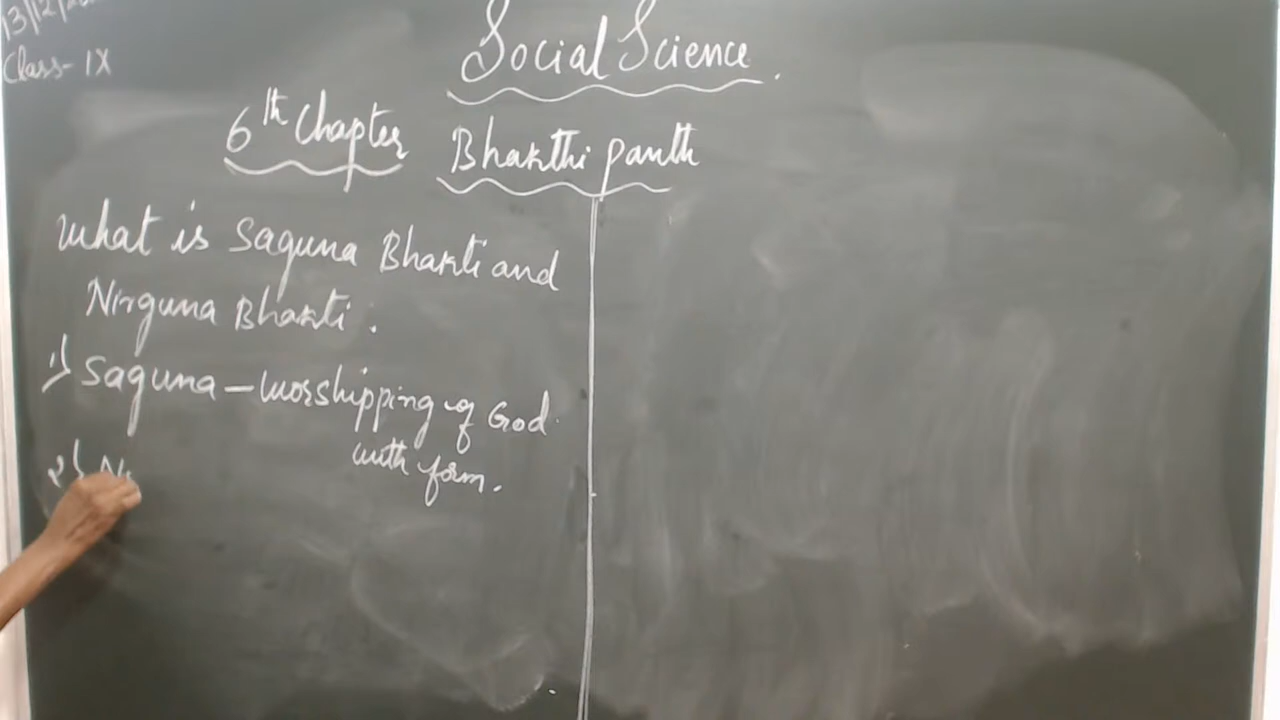 13/12/
Class- IX
Social Science
6th Chapter Bhakthi panth
What is Saguna Bhakti and
Nirguna Bhakti.
1) Saguna - Worshipping of God
with form.
2) Ni